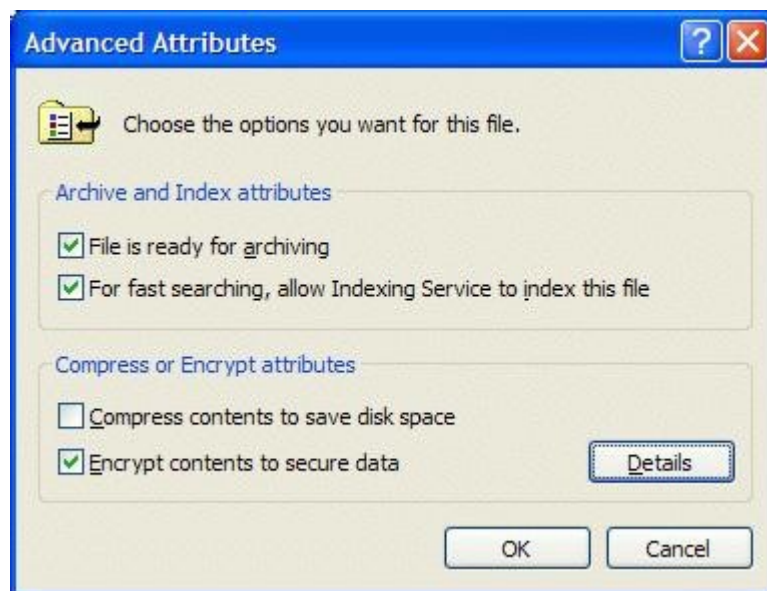 Advanced Attributes
Choose the options you want for this file.
Archive and Index attributes
File is ready for archiving
For fast searching, allow Indexing Service to index this file
Compress or Encrypt attributes
Compress contents to save disk space
Encrypt contents to secure data
Details
OK Cancel